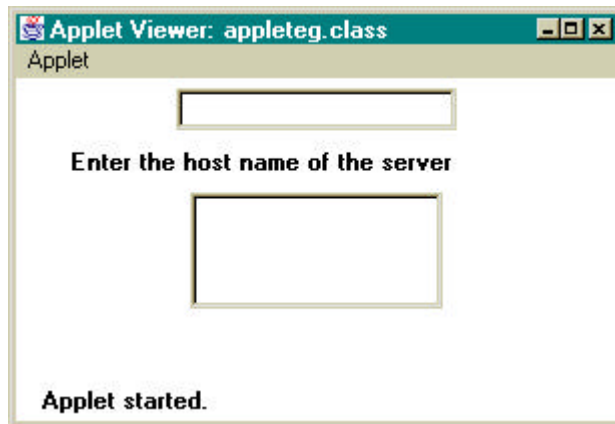 Applet Viewer: appleteg.class
Applet
Enter the host name of the server
Applet started.